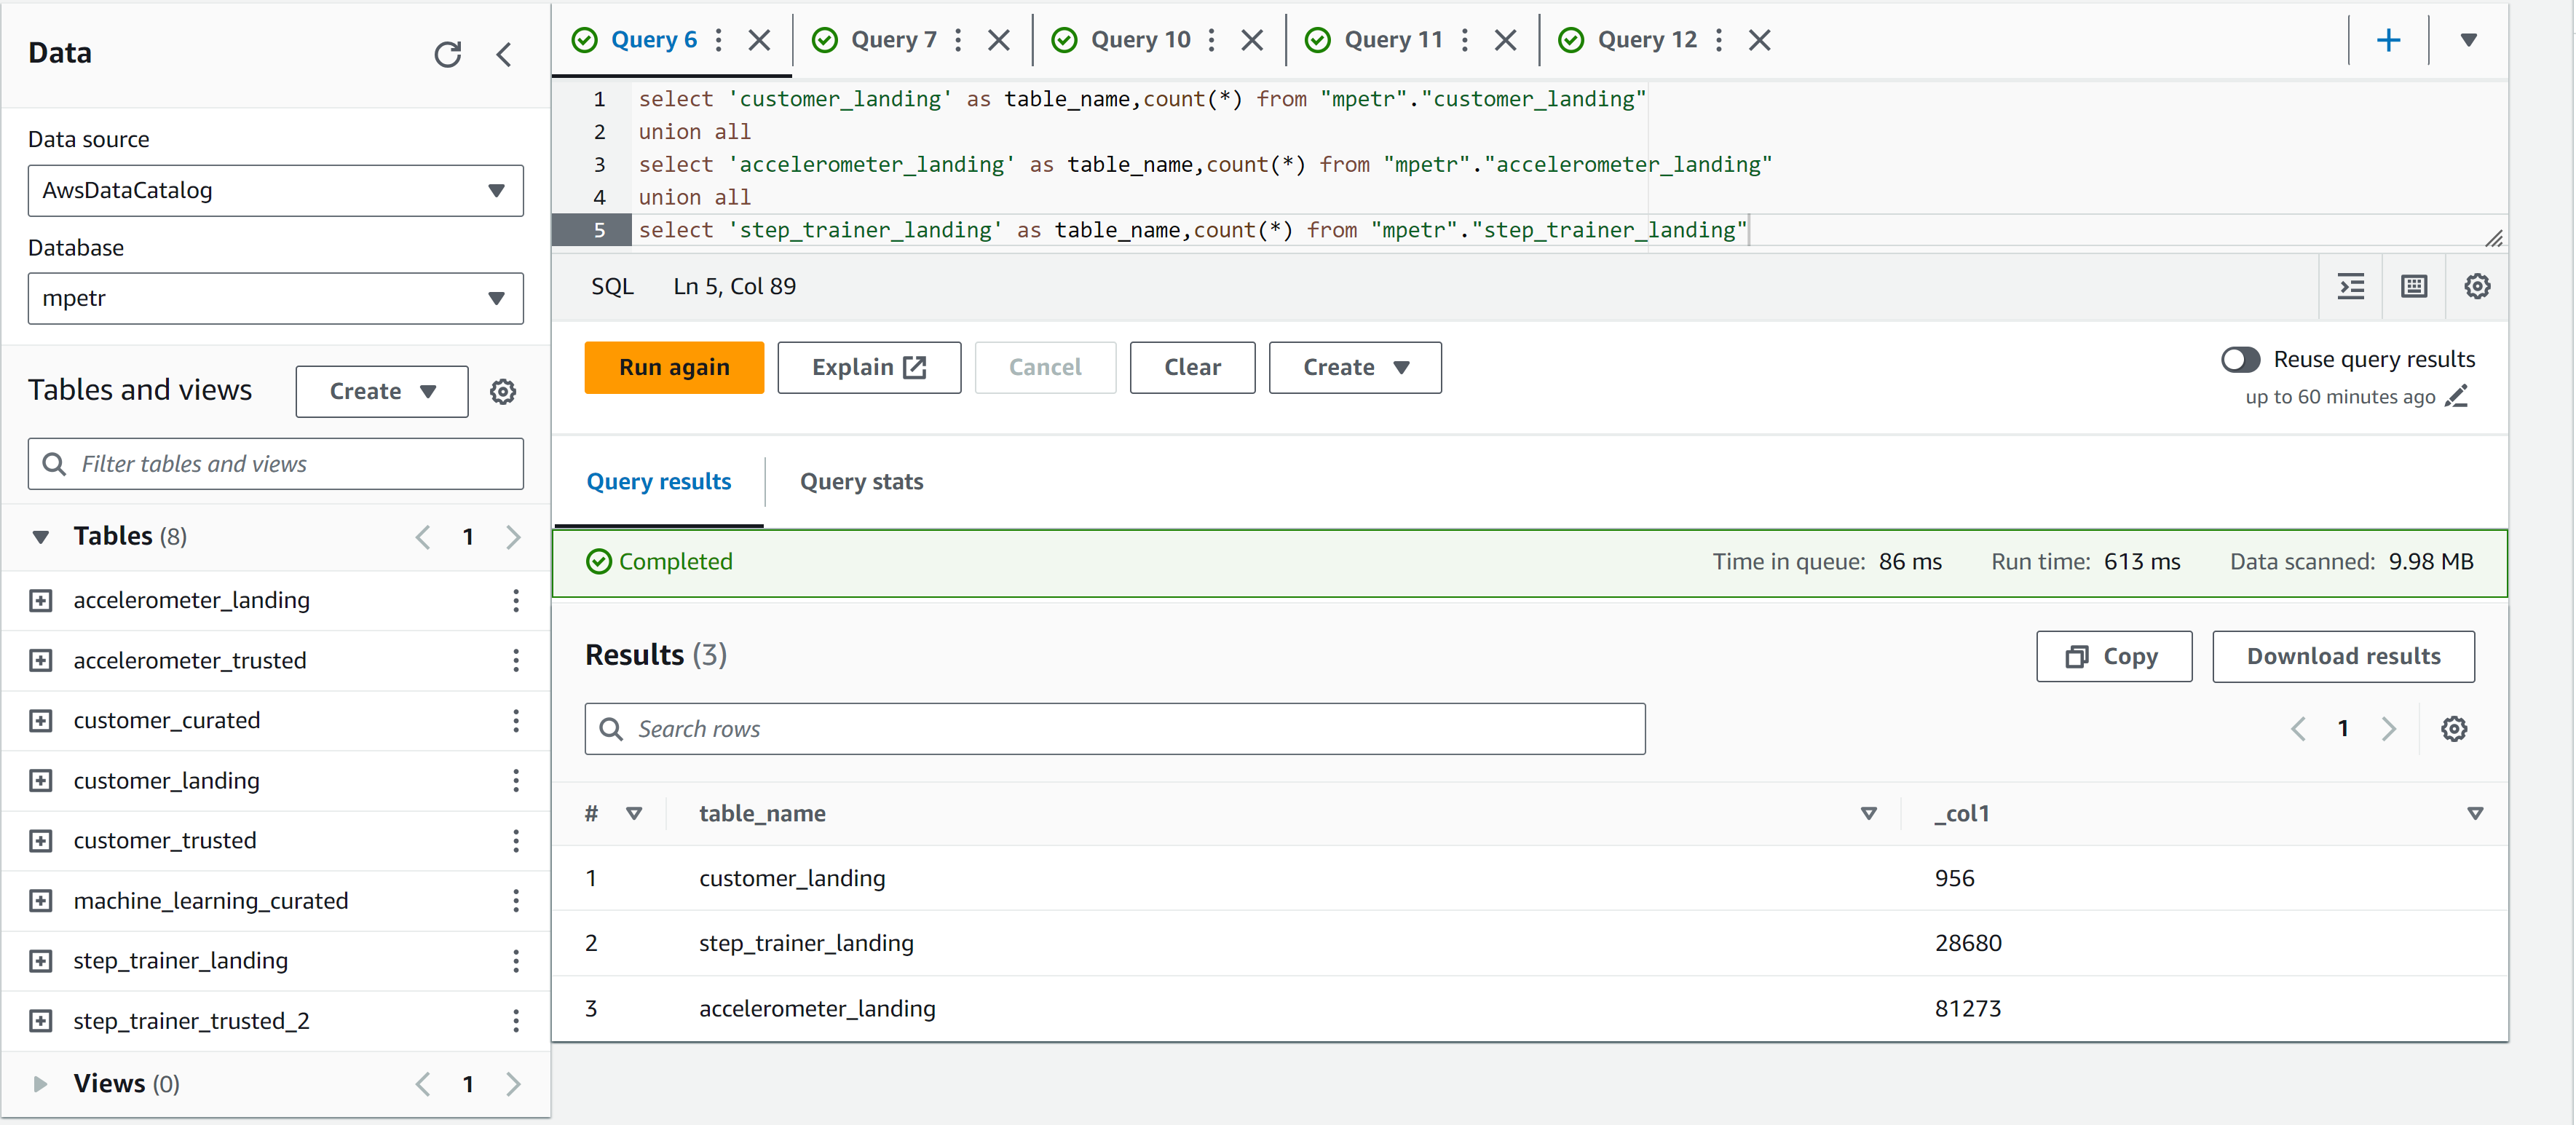 Data
Data source
AwsDataCatalog
Database
mpetr
Tables and views
Create
Filter tables and views
Tables (8)
1
accelerometer_landing
accelerometer_trusted
customer_curated
customer_landing
customer_trusted
machine_learning_curated
step_trainer_landing
step_trainer_trusted_2
Views (0)
1
Query 6 Query 7 Query 10 Query 11 Query 12
1 select 'customer_landing' as table_name,count(*) from "mpetr"."customer_landing"
2 union all
3 select 'accelerometer_landing' as table_name,count(*) from "mpetr"."accelerometer_landing"
4 union all
5 select 'step_trainer_landing' as table_name,count(*) from "mpetr"."step_trainer_landing"
SQL Ln 5, Col 89
Run again Explain Cancel Clear Create
Reuse query results
up to 60 minutes ago
Query results Query stats
Completed Time in queue: 86 ms Run time: 613 ms Data scanned: 9.98 MB
Results (3) Copy Download results
Search rows
1
# table_name _col1
1 customer_landing 956
2 step_trainer_landing 28680
3 accelerometer_landing 81273